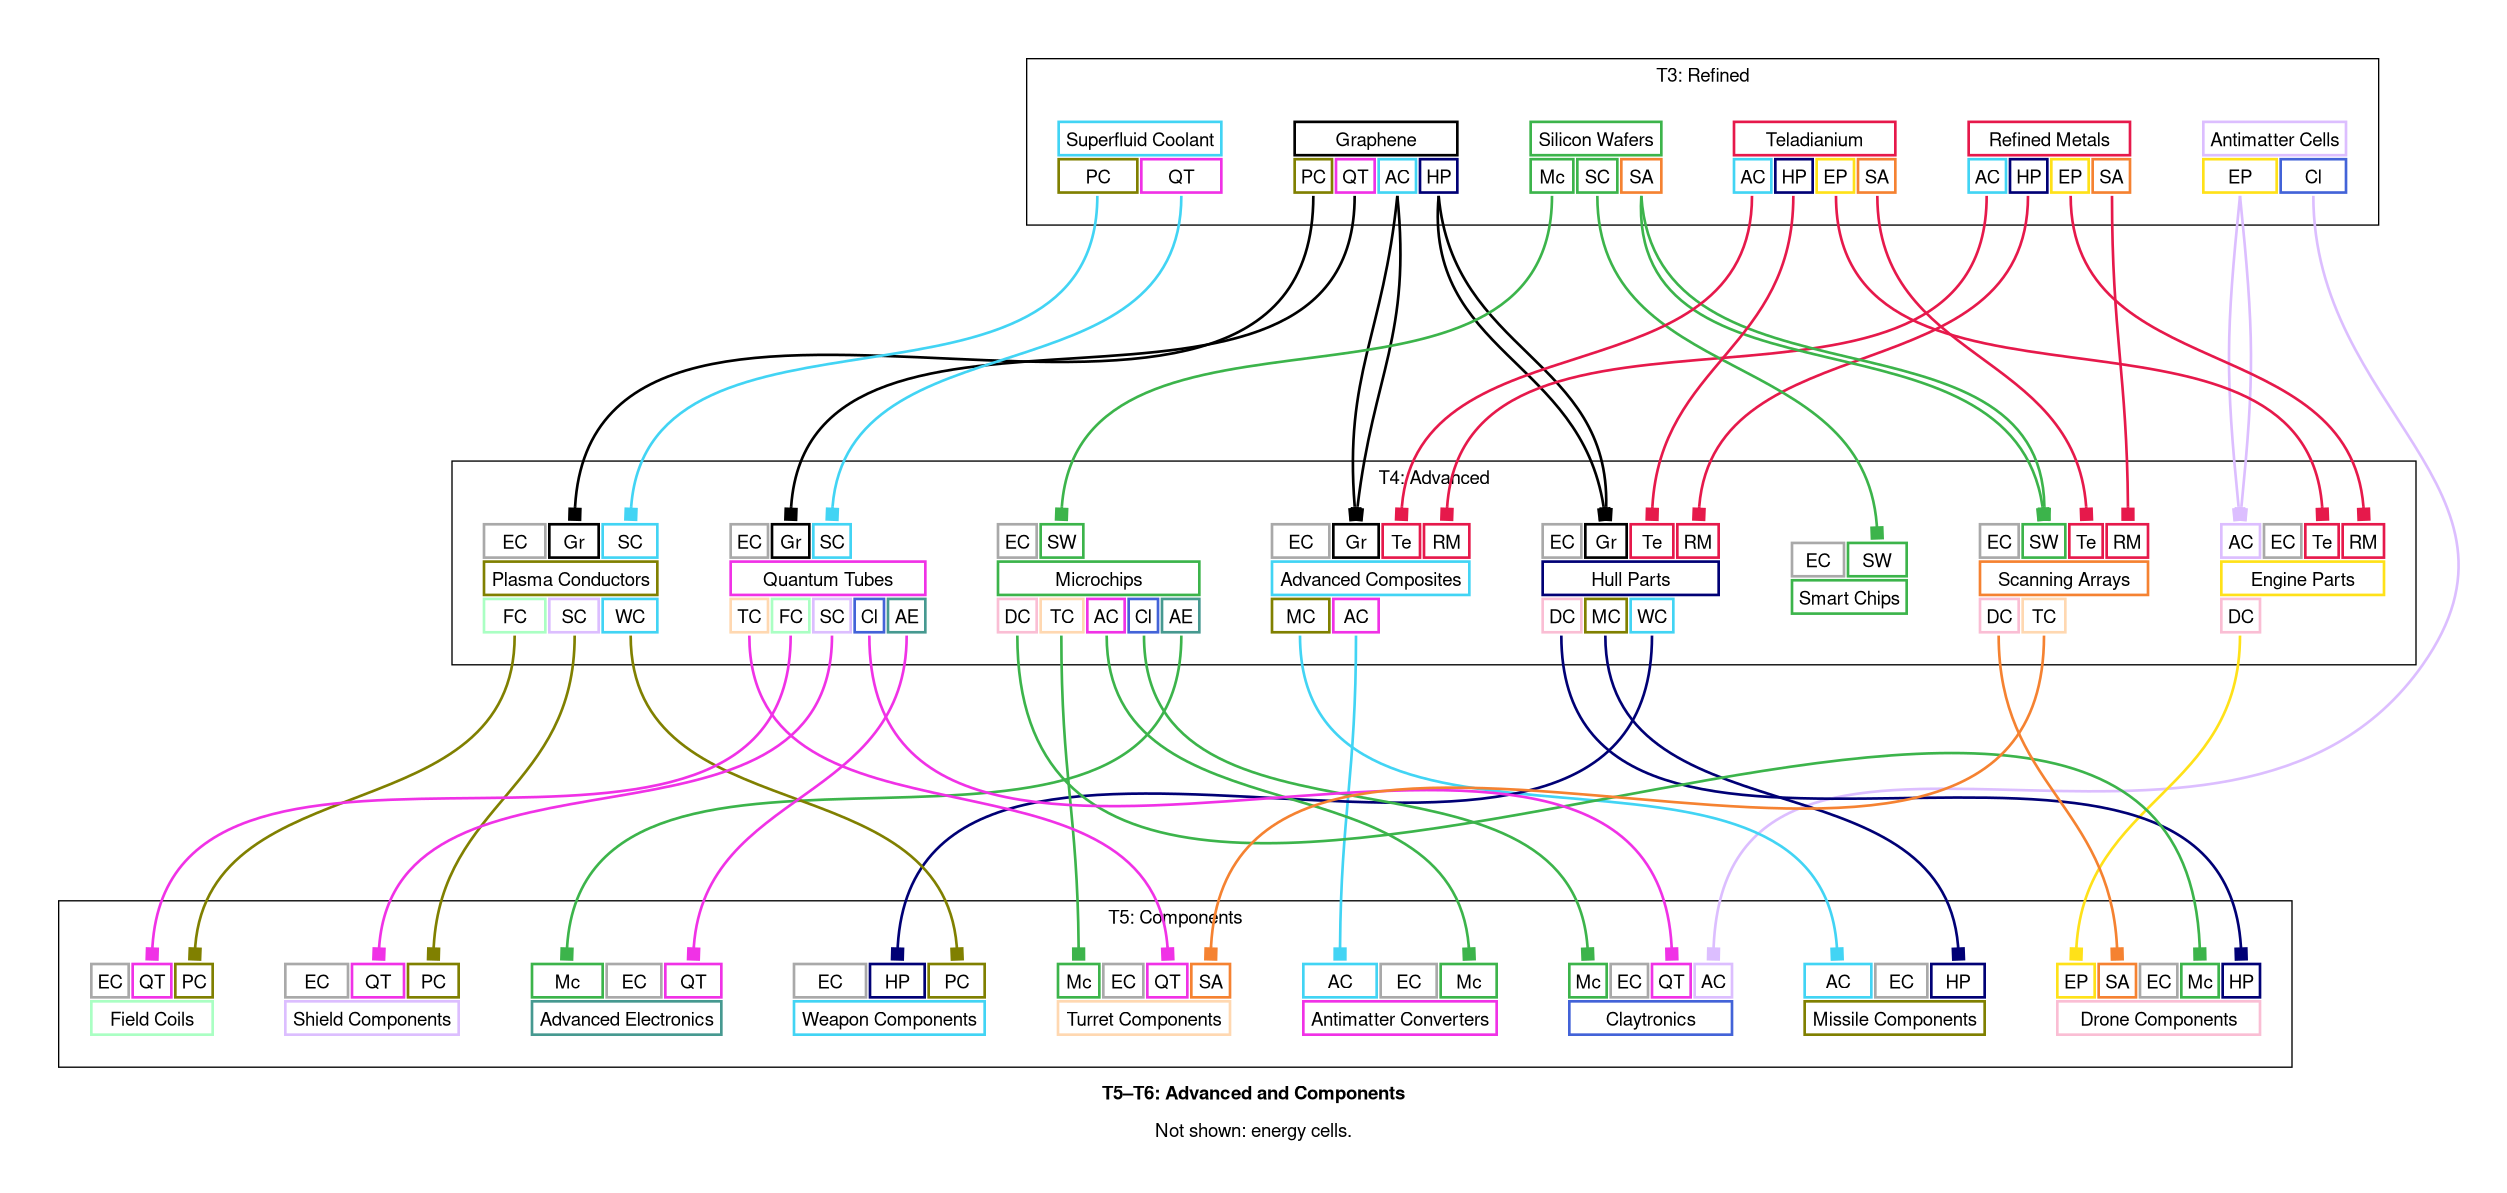 T3: Refined
Superfluid Coolant Graphene Silicon Wafers Teladianium Refined Metals Antimatter Cells
PC QT PC QT AC HP Mc SC SA AC HP EP SA AC HP EP SA EP Cl
T4: Advanced
EC Gr SC EC Gr SC EC SW EC Gr Te RM EC Gr Te RM EC SW EC SW Te RM AC EC Te RM
Plasma Conductors Quantum Tubes Microchips Advanced Composites Hull Parts Smart Chips Scanning Arrays Engine Parts
FC SC WC TC FC SC Cl AE DC TC AC Cl AE MC AC DC MC WC DC TC DC
T5: Components
EC QT PC EC QT PC Mc EC QT EC HP PC Mc EC QT SA AC EC Mc Mc EC QT AC AC EC HP EP SA EC Mc HP
Field Coils Shield Components Advanced Electronics Weapon Components Turret Components Antimatter Converters Claytronics Missile Components Drone Components
T5–T6: Advanced and Components
Not shown: energy cells.